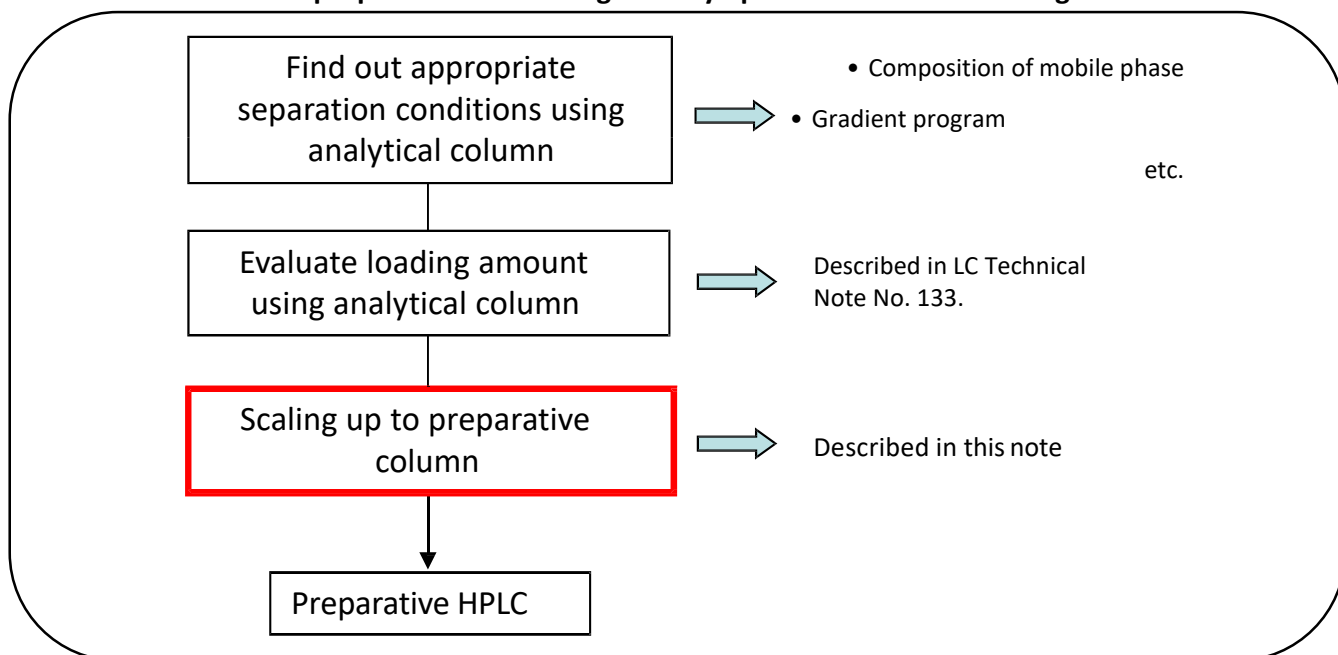 Find out appropriate
separation conditions using
analytical column
• Composition of mobile phase
• Gradient program
etc.
Evaluate loading amount
using analytical column
Described in LC Technical
Note No. 133.
Scaling up to preparative
column
Described in this note
Preparative HPLC